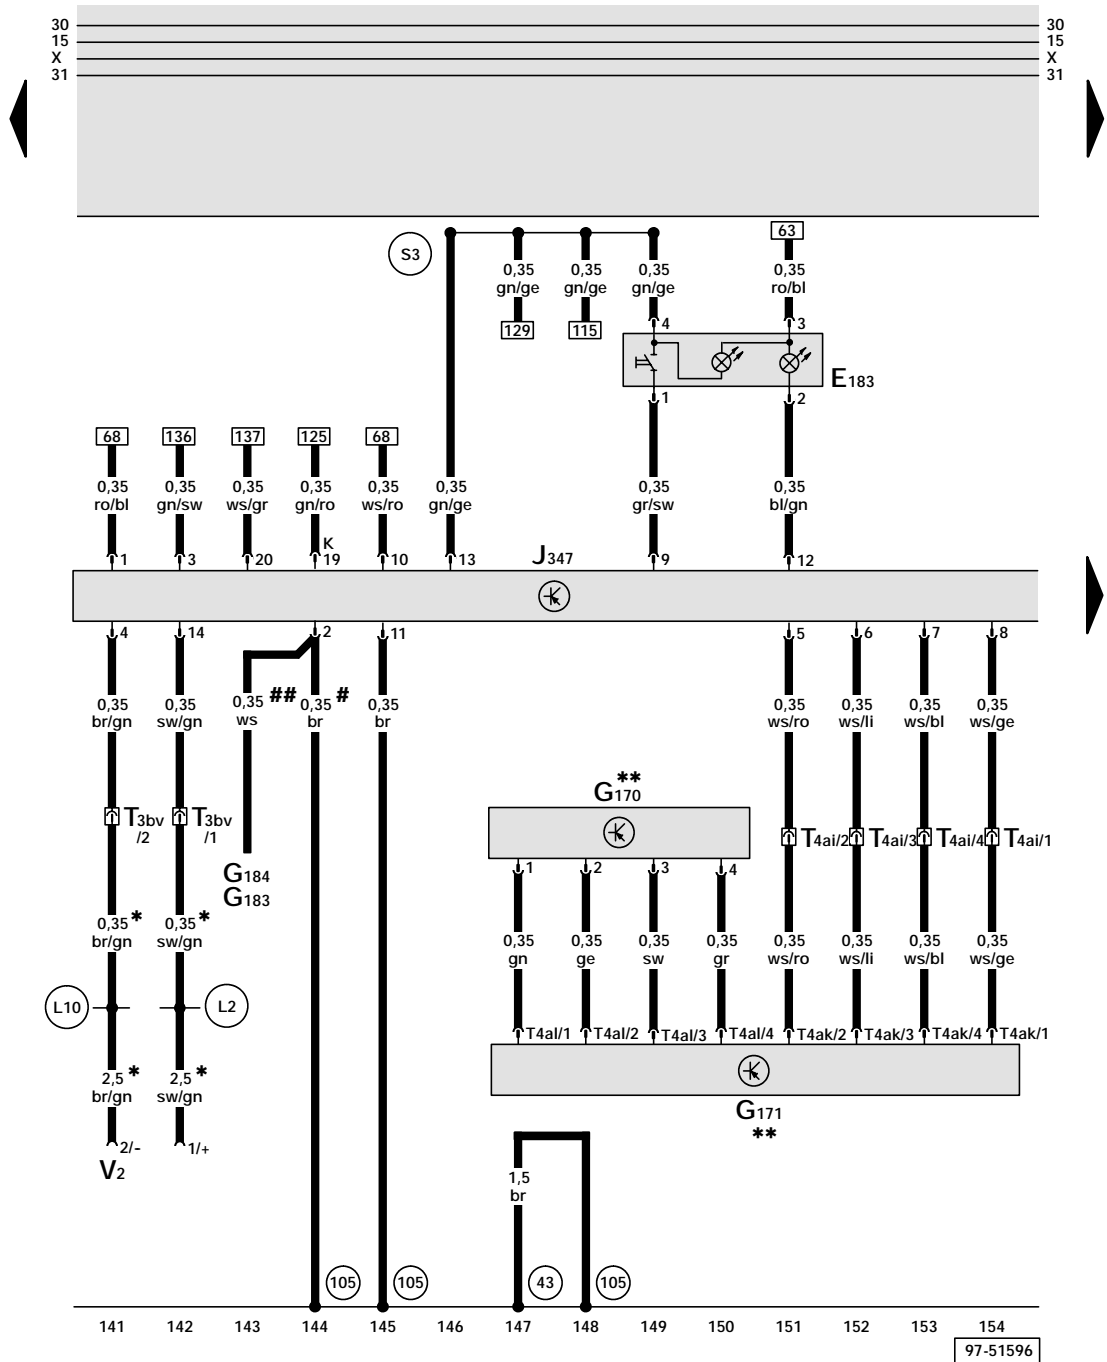 30 30
15 15
X X
31 31
S3
63
0,35 0,35 0,35 0,35
gn/ge gn/ge gn/ge ro/bl
129 115
4 3
E183
1 2
68 136 137 125 68
0,35 0,35 0,35 0,35 0,35 0,35 0,35 0,35
ro/bl gn/sw ws/gr gn/ro ws/ro gn/ge gr/sw bl/gn
K
1 3 20 19 10 13 J347 9 12
4 14 2 11 5 6 7 8
0,35 0,35 0,35 ## 0,35 # 0,35 0,35 0,35 0,35 0,35
br/gn sw/gn ws br br ws/ro ws/li ws/bl ws/ge
**
G170
T3bv T3bv
/2 /1
T4ai/2 T4ai/3 T4ai/4 T4ai/1
G184
G183
1 2 3 4
0,35 * 0,35 *
br/gn sw/gn
0,35 0,35 0,35 0,35 0,35 0,35 0,35 0,35
gn ge sw gr ws/ro ws/li ws/bl ws/ge
L10 L2
T4al/1 T4al/2 T4al/3 T4al/4 T4ak/2 T4ak/3 T4ak/4 T4ak/1
2,5 * 2,5 *
br/gn sw/gn
G171
**
2/- 1/+
V2
1,5
br
105 105 43 105
141 142 143 144 145 146 147 148 149 150 151 152 153 154
97-51596